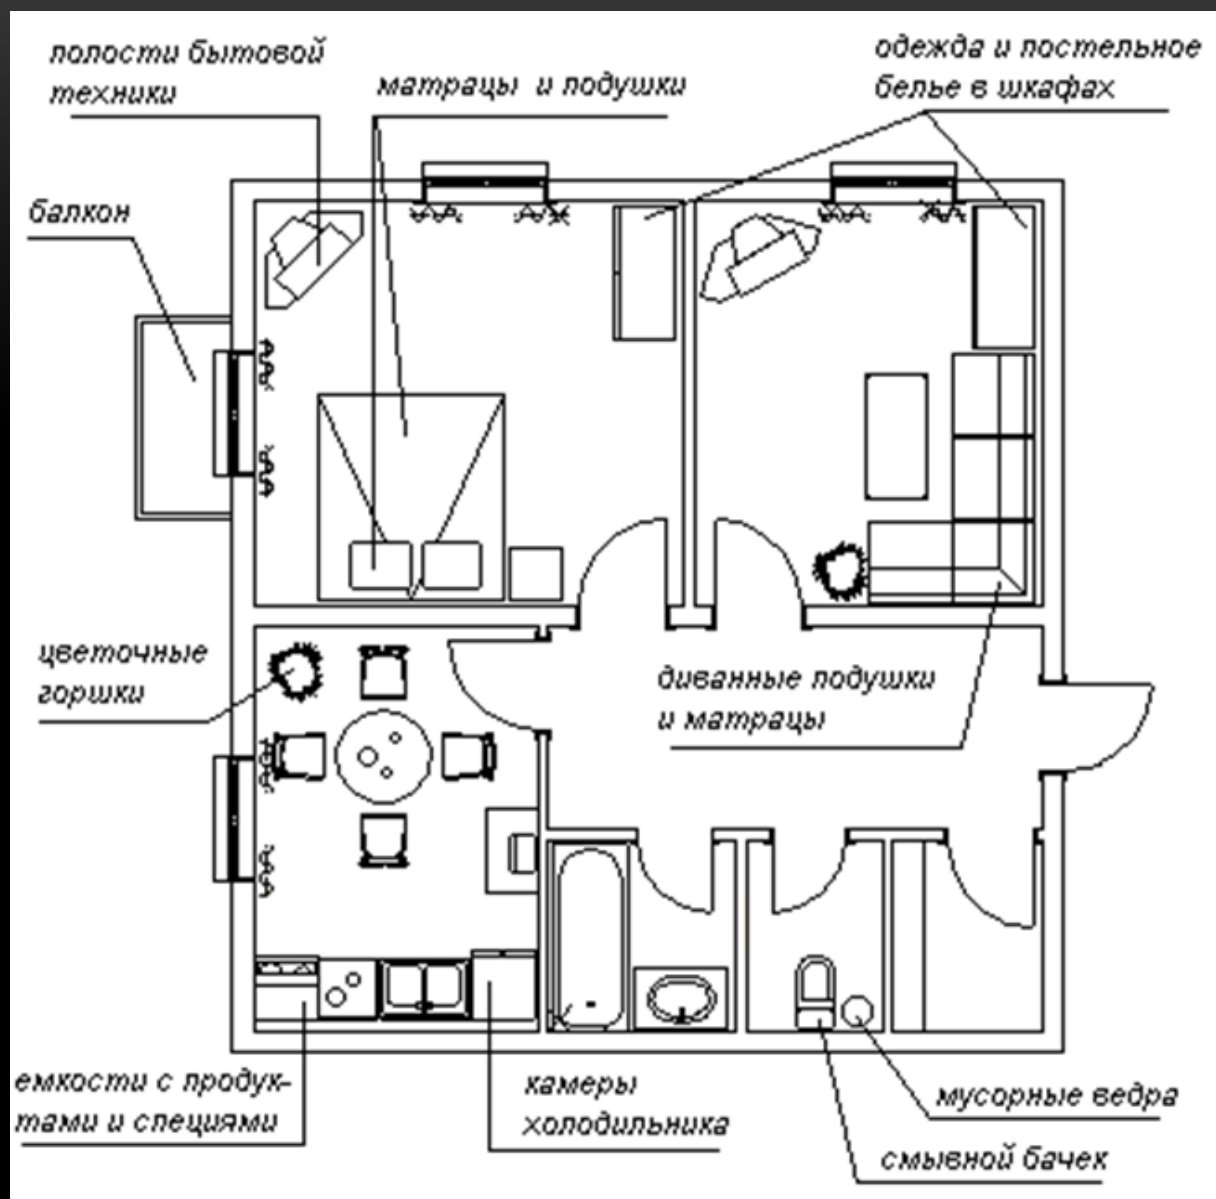 полости бытовой
техники
матрацы и подушки
одежда и постельное
белье в шкафах
балкон
цветочные
горшки
диванные подушки
и матрацы
емкости с продук-
тами и специями
камеры
холодильника
мусорные ведра
смывной бачек